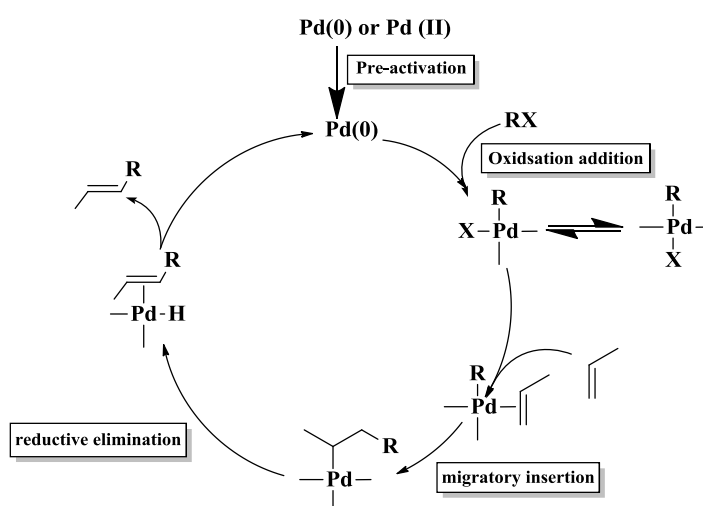 Pd(0) or Pd (II)
Pre-activation
Pd(0)
RX
Oxidsation addition
R
X-Pd
R
Pd
X
R
R
Pd-H
R
Pd
reductive elimination
R
Pd
migratory insertion